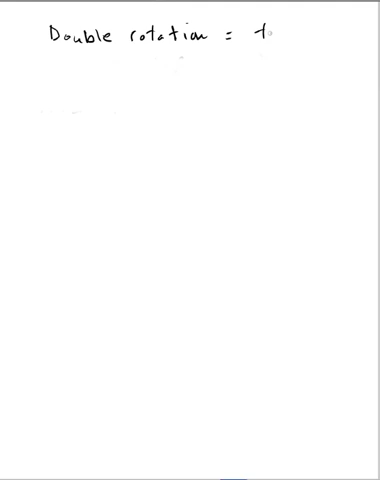 Double rotation = t